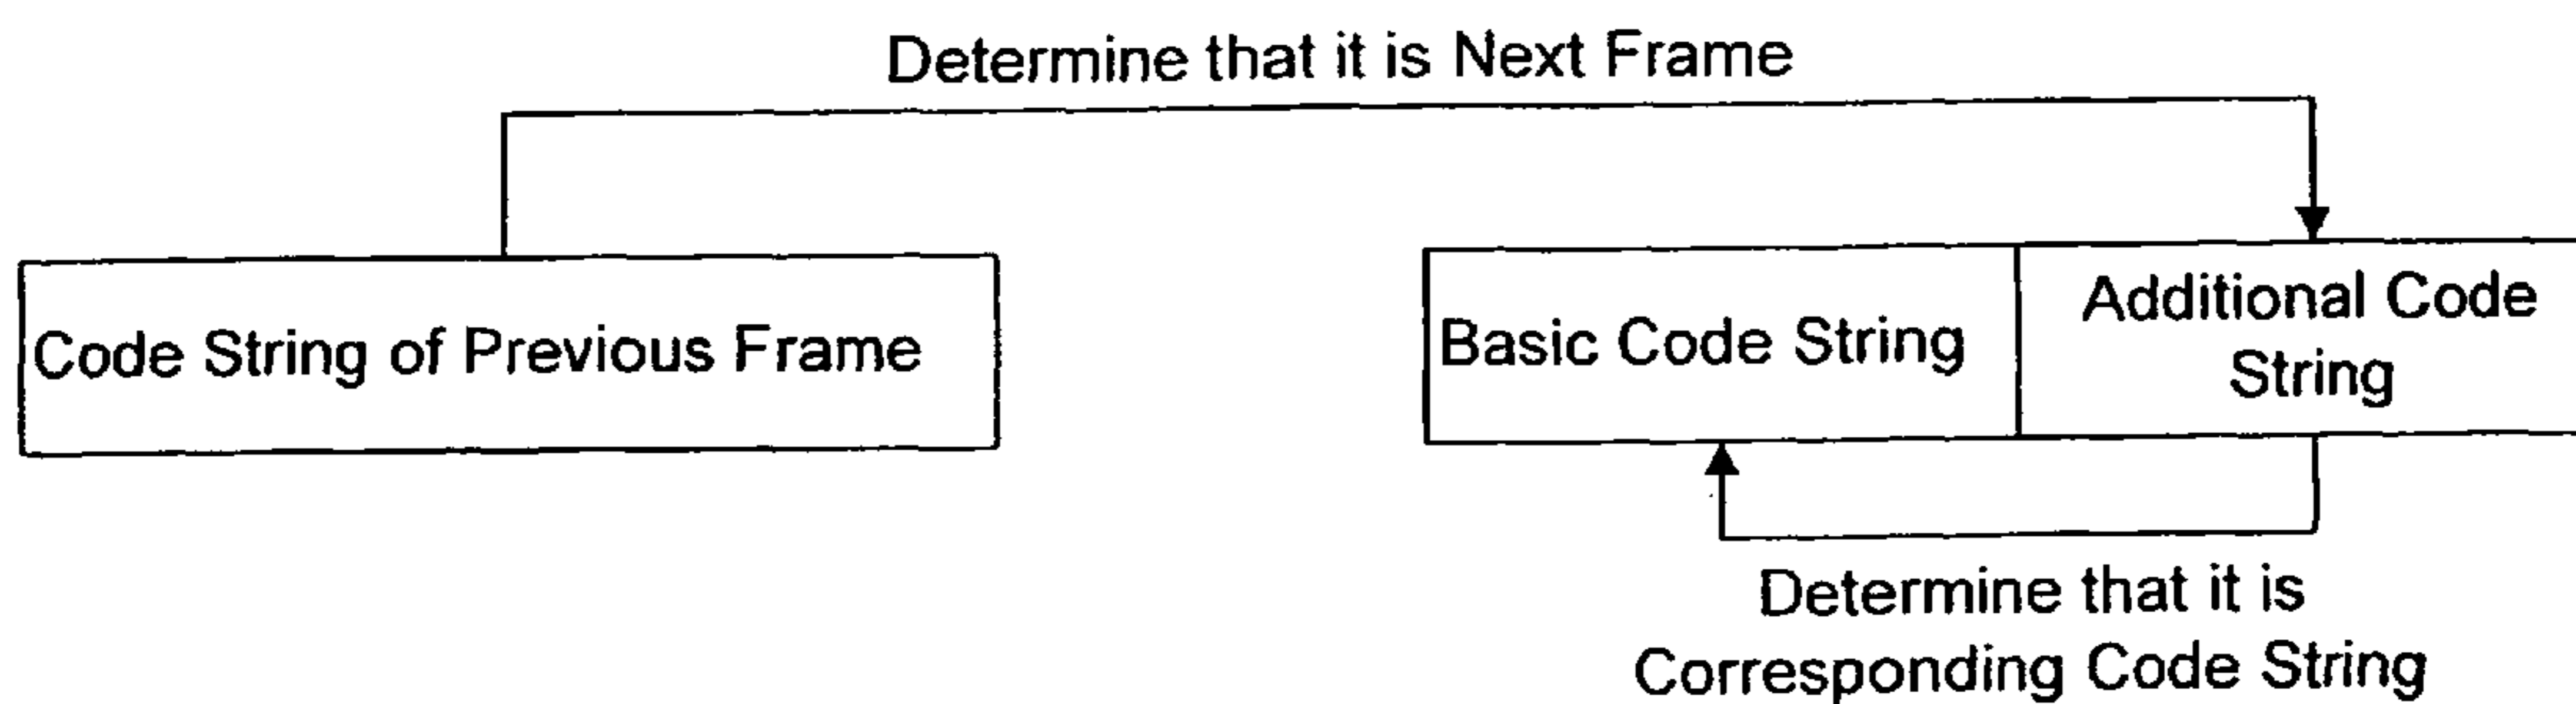 Determine that it is Next Frame
Code String of Previous Frame
Basic Code String
Additional Code
String
Determine that it is
Corresponding Code String